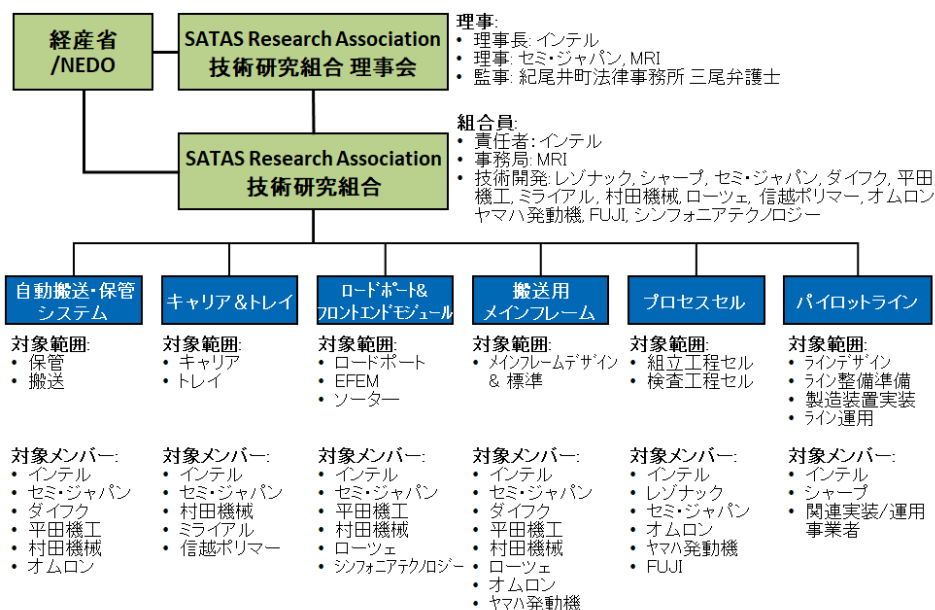 経産省
/NEDO
SATAS Research Association
技術研究組合 理事会
理事:
• 理事長: インテル
• 理事: セミ・ジャパン, MRI
• 監事: 紀尾井町法律事務所 三尾弁護士
SATAS Research Association
技術研究組合
組合員:
• 責任者: インテル
• 事務局: MRI
• 技術開発: レゾナック, シャープ, セミ・ジャパン, ダイフク, 平田
機工, ミライアル, 村田機械, ローツェ, 信越ポリマー, オムロン
ヤマハ発動機, FUJI, シンフォニアテクノロジー
自動搬送・保管
システム
対象範囲:
• 保管
• 搬送
対象メンバー:
• インテル
• セミ・ジャパン
• ダイフク
• 平田機工
• 村田機械
• オムロン
キャリア&トレイ
対象範囲:
• キャリア
• トレイ
対象メンバー:
• インテル
• セミ・ジャパン
• 村田機械
• ミライアル
• 信越ポリマー
ロードポート&
フロントエンドモジュール
対象範囲:
• ロードポート
• EFEM
• ソーター
対象メンバー:
• インテル
• セミ・ジャパン
• 平田機工
• 村田機械
• ローツェ
• シンフォニアテクノロジー
搬送用
メインフレーム
対象範囲:
• メインフレームデザイン
& 標準
対象メンバー:
• インテル
• セミ・ジャパン
• ダイフク
• 平田機工
• 村田機械
• ローツェ
• オムロン
• ヤマハ発動機
プロセスセル
対象範囲:
• 組立工程セル
• 検査工程セル
対象メンバー:
• インテル
• レゾナック
• セミ・ジャパン
• オムロン
• ヤマハ発動機
• FUJI
パイロットライン
対象範囲:
• ラインデザイン
• ライン整備準備
• 製造装置実装
• ライン運用
対象メンバー:
• インテル
• シャープ
• 関連実装/運用
事業者